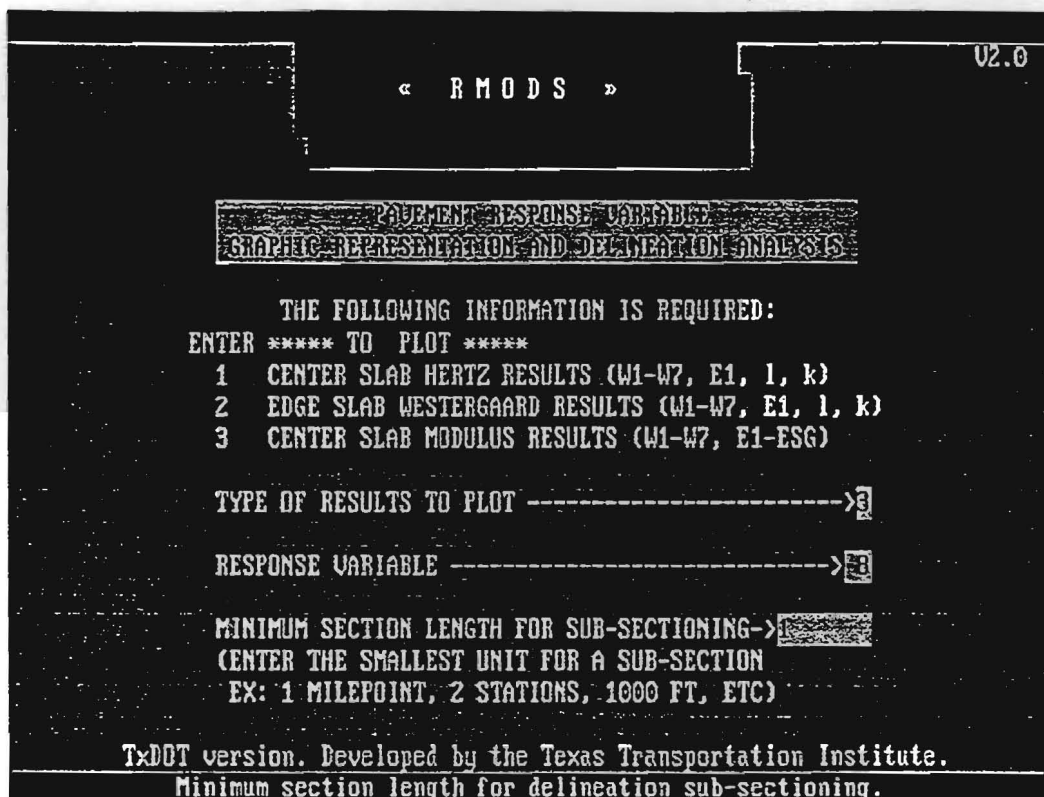 V2.0
« R M O D S »
PAVEMENT RESPONSE VARIABLE
GRAPHIC REPRESENTATION AND DELINEATION ANALYSIS
THE FOLLOWING INFORMATION IS REQUIRED:
ENTER ***** TO PLOT *****
1 CENTER SLAB HERTZ RESULTS (W1-W7, E1, l, k)
2 EDGE SLAB WESTERGAARD RESULTS (W1-W7, E1, l, k)
3 CENTER SLAB MODULUS RESULTS (W1-W7, E1-ESG)
TYPE OF RESULTS TO PLOT ------------------------->3
RESPONSE VARIABLE ------------------------------>8
MINIMUM SECTION LENGTH FOR SUB-SECTIONING->1
(ENTER THE SMALLEST UNIT FOR A SUB-SECTION
EX: 1 MILEPOINT, 2 STATIONS, 1000 FT, ETC)
TxDOT version. Developed by the Texas Transportation Institute.
Minimum section length for delineation sub-sectioning.